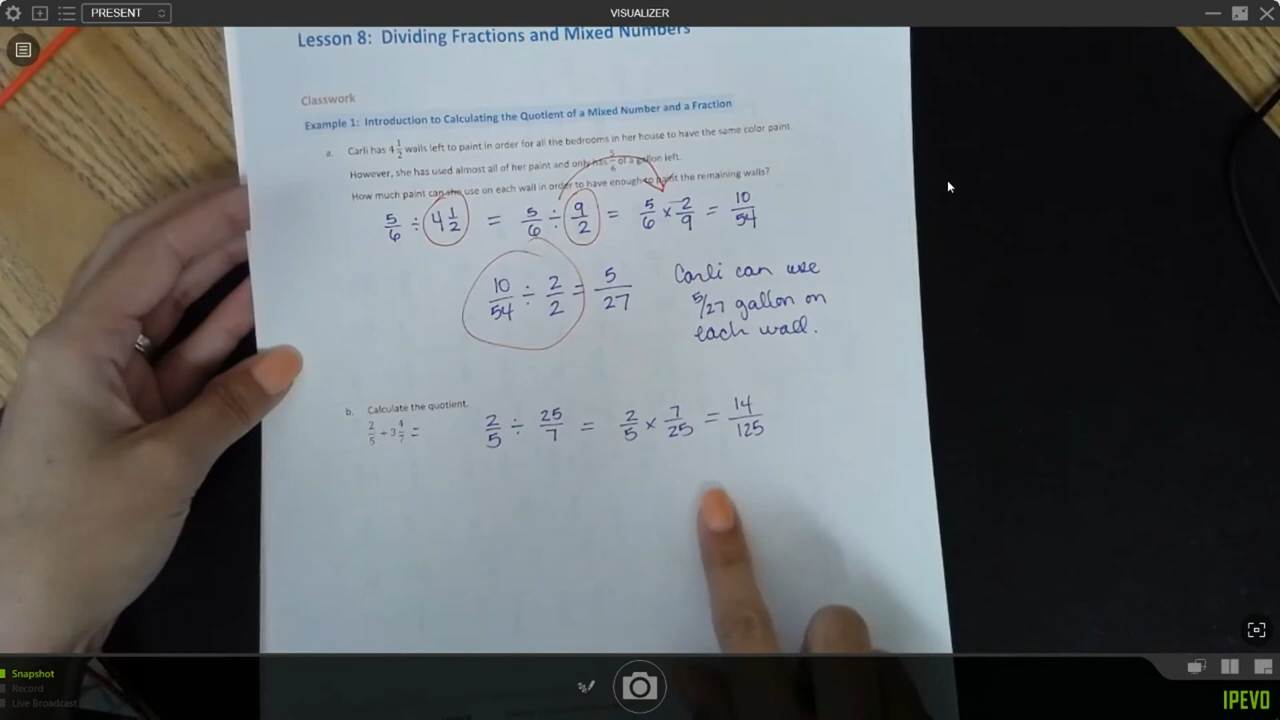 PRESENT
VISUALIZER
Lesson 8: Dividing Fractions and Mixed Numbers
Classwork
Example 1: Introduction to Calculating the Quotient of a Mixed Number and a Fraction
a. Carli has 4 1/2 walls left to paint in order for all the bedrooms in her house to have the same color paint.
However, she has used almost all of her paint and only has 5/6 of a gallon left.
How much paint can she use on each wall in order to have enough to paint the remaining walls?
5/6 ÷ 4 1/2 = 5/6 ÷ 9/2 = 5/6 × 2/9 = 10/54
10/54 ÷ 2/2 = 5/27
Carli can use
5/27 gallon on
each wall.
b. Calculate the quotient.
2/5 ÷ 3 4/7 =
2/5 ÷ 25/7 = 2/5 × 7/25 = 14/125
Snapshot
Record
Live Broadcast
IPEVO